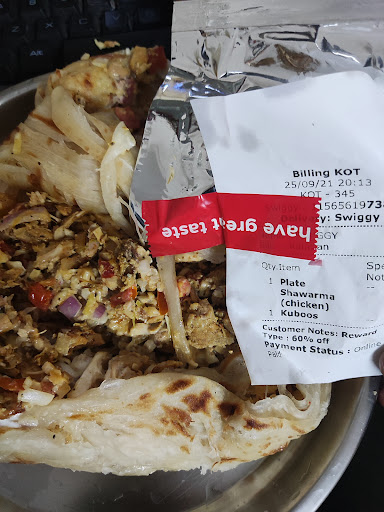 Billing KOT
25/09/21 20:13
KOT - 345
Delivery: Swiggy
have great taste
Qty. Item
1 Plate
Shawarma
(chicken)
1 Kuboos
Customer Notes: Reward
Type : 60% off
Payment Status : Online